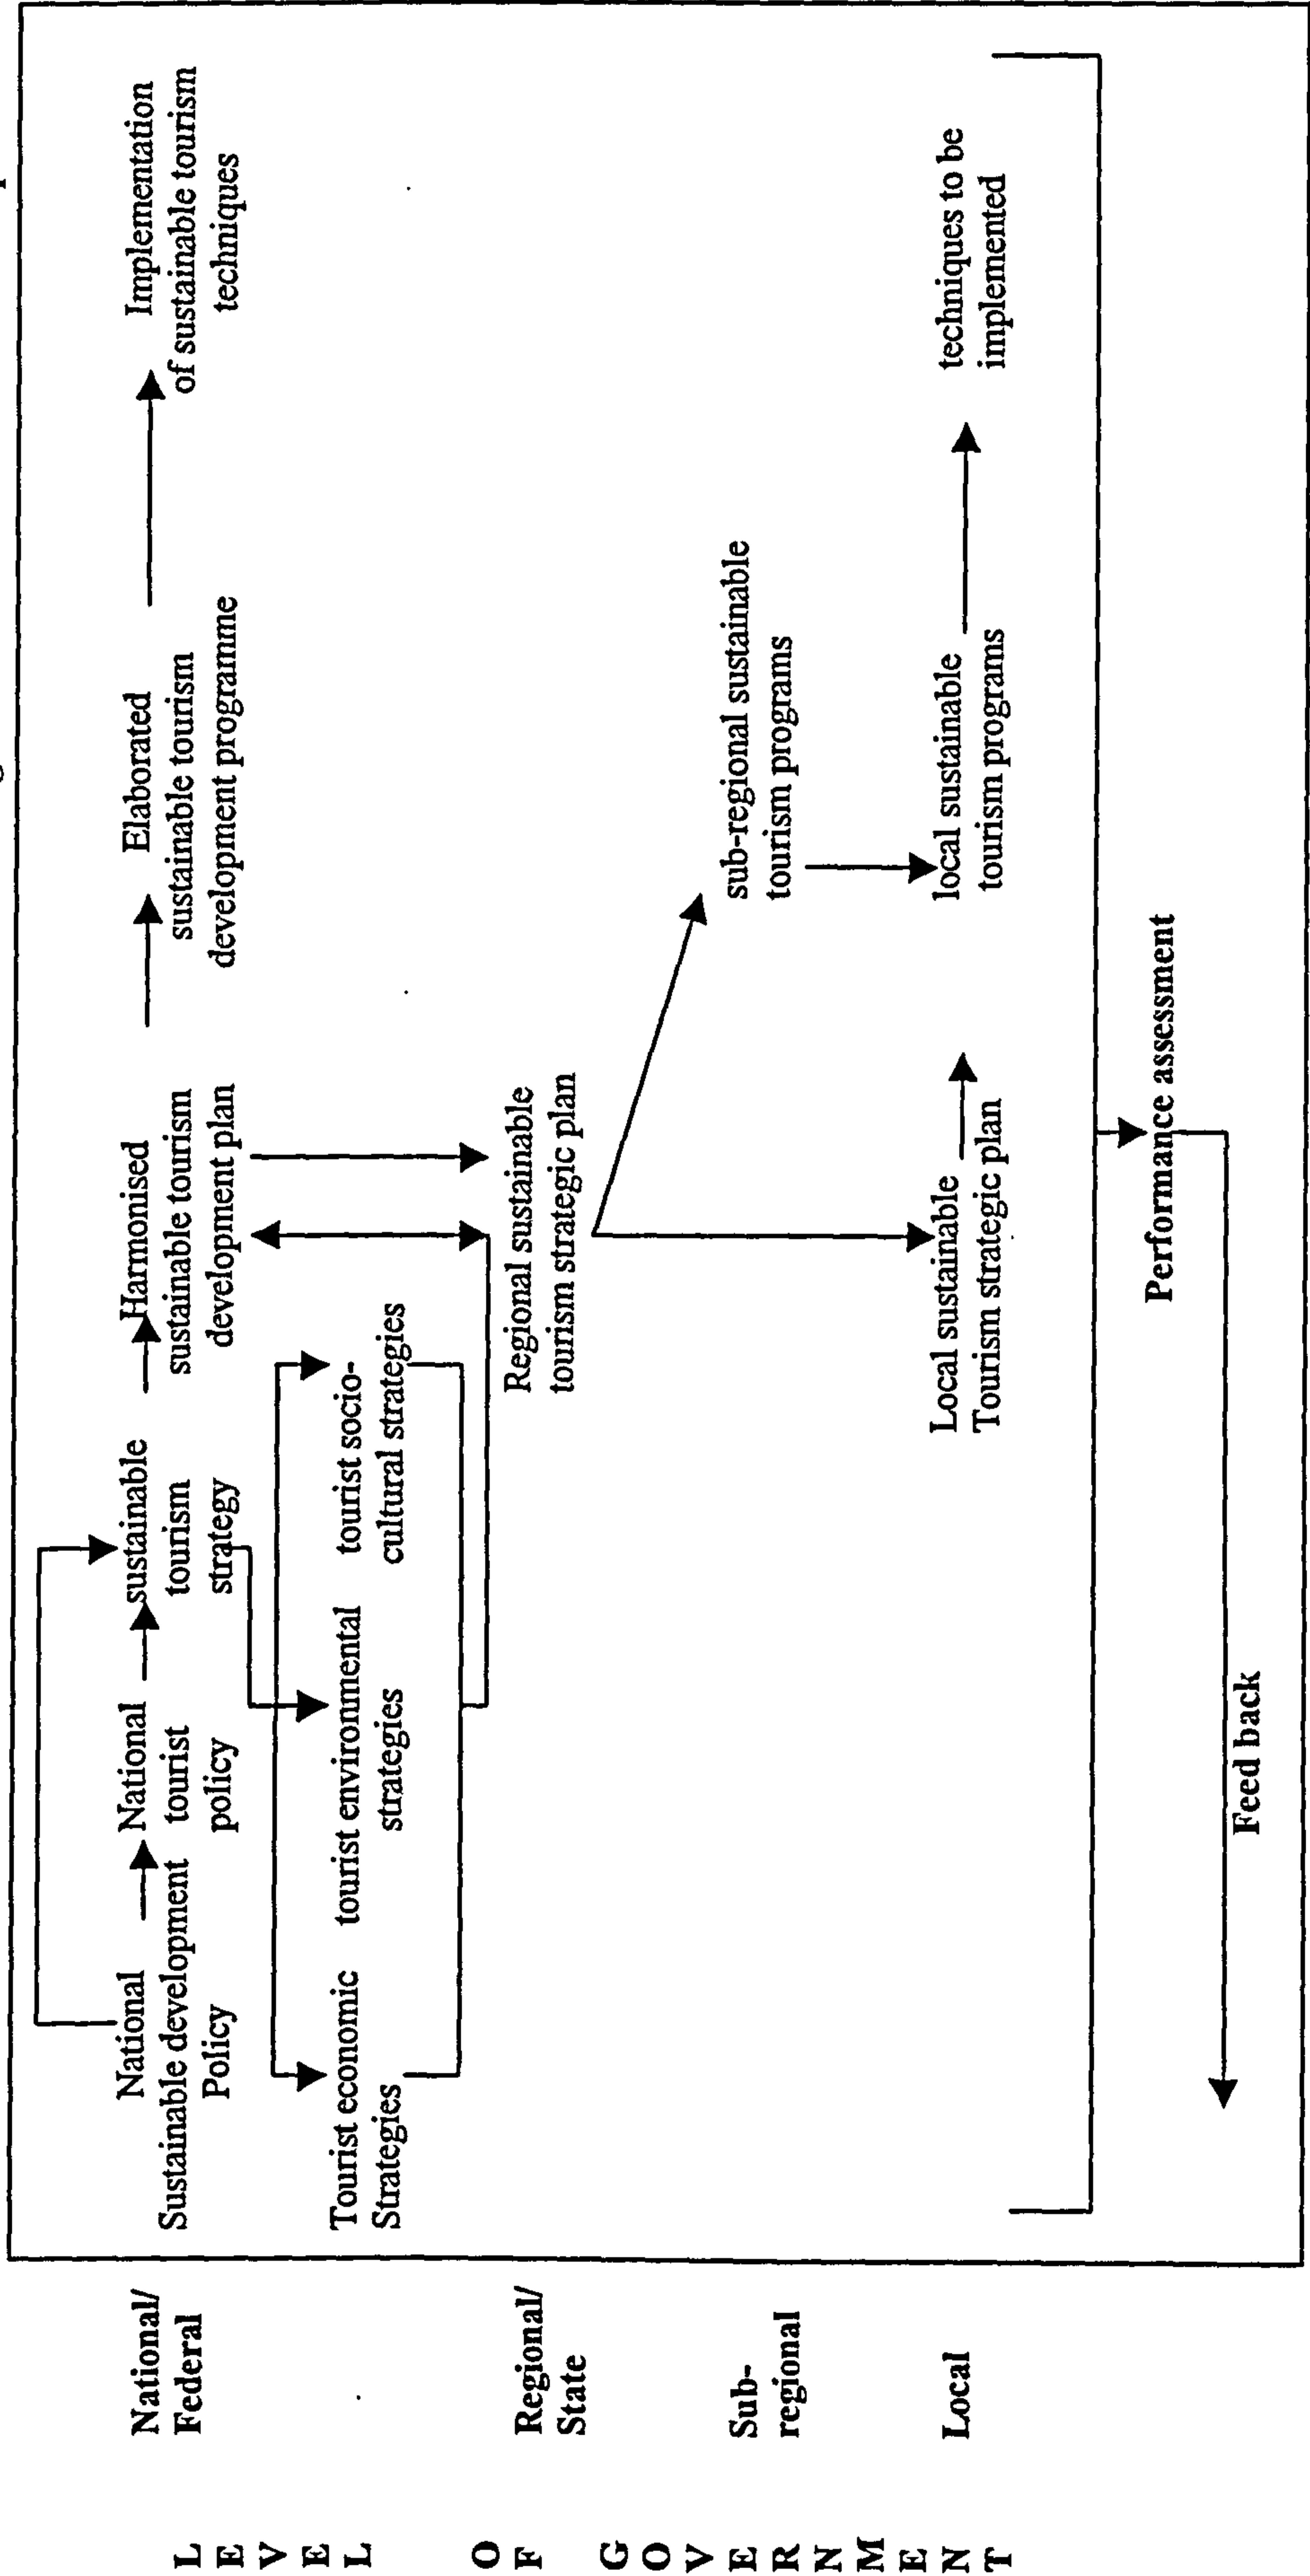 LEVEL OF GOVERNMENT
National/
Federal
National
Sustainable development
Policy
National
tourist
policy
sustainable
tourism
strategy
Harmonised
sustainable tourism
development plan
Elaborated
sustainable tourism
development programme
Implementation
of sustainable tourism
techniques
Tourist economic
Strategies
tourist environmental
strategies
tourist socio-
cultural strategies
Regional/
State
Regional sustainable
tourism strategic plan
Sub-
regional
sub-regional sustainable
tourism programs
Local
Local sustainable
Tourism strategic plan
local sustainable
tourism programs
techniques to be
implemented
Performance assessment
Feed back